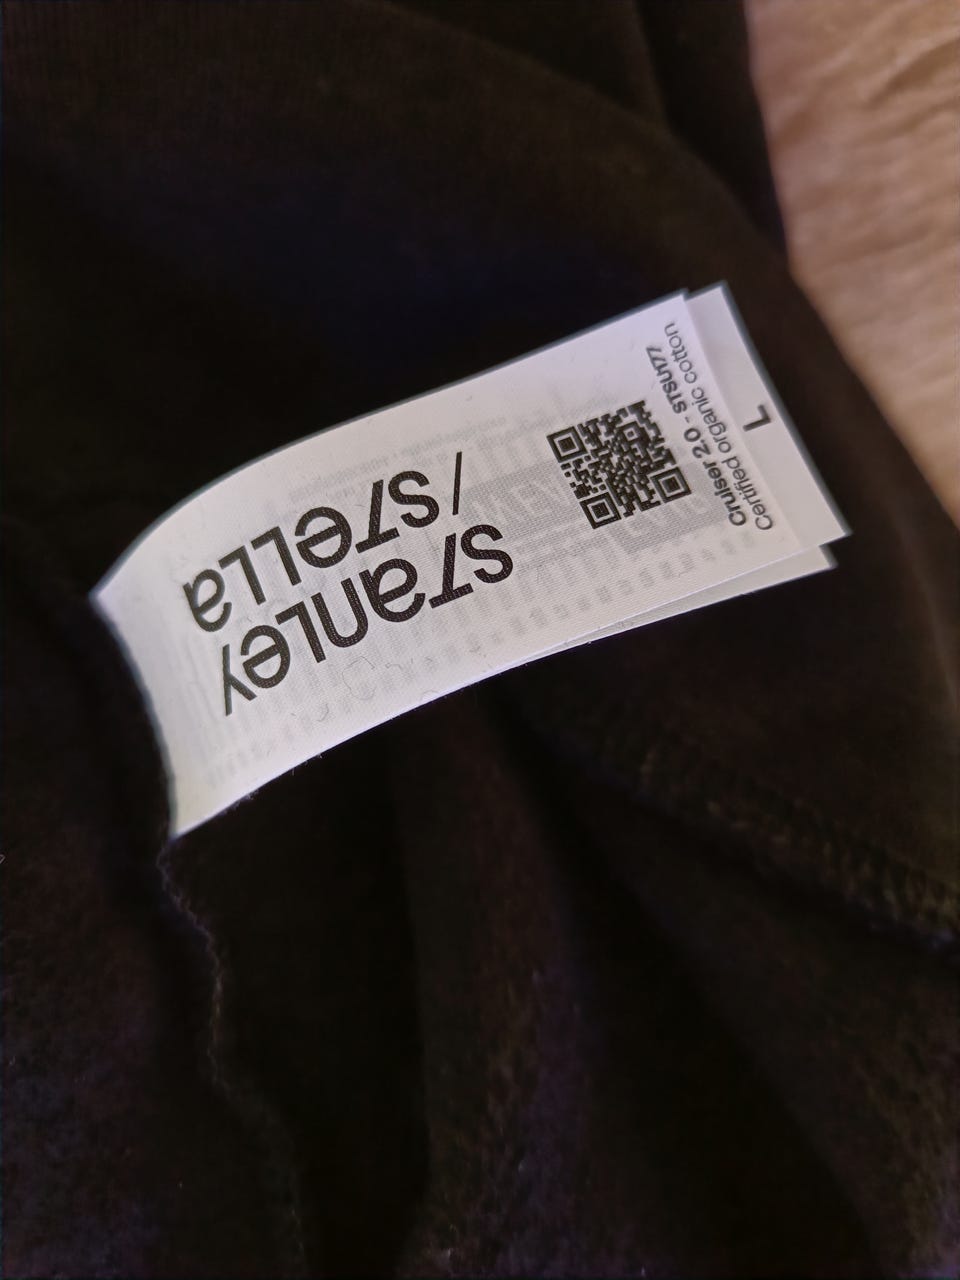 STANLEY
/STELLA
Cruiser 2.0 - STSU177
Certified organic cotton
L